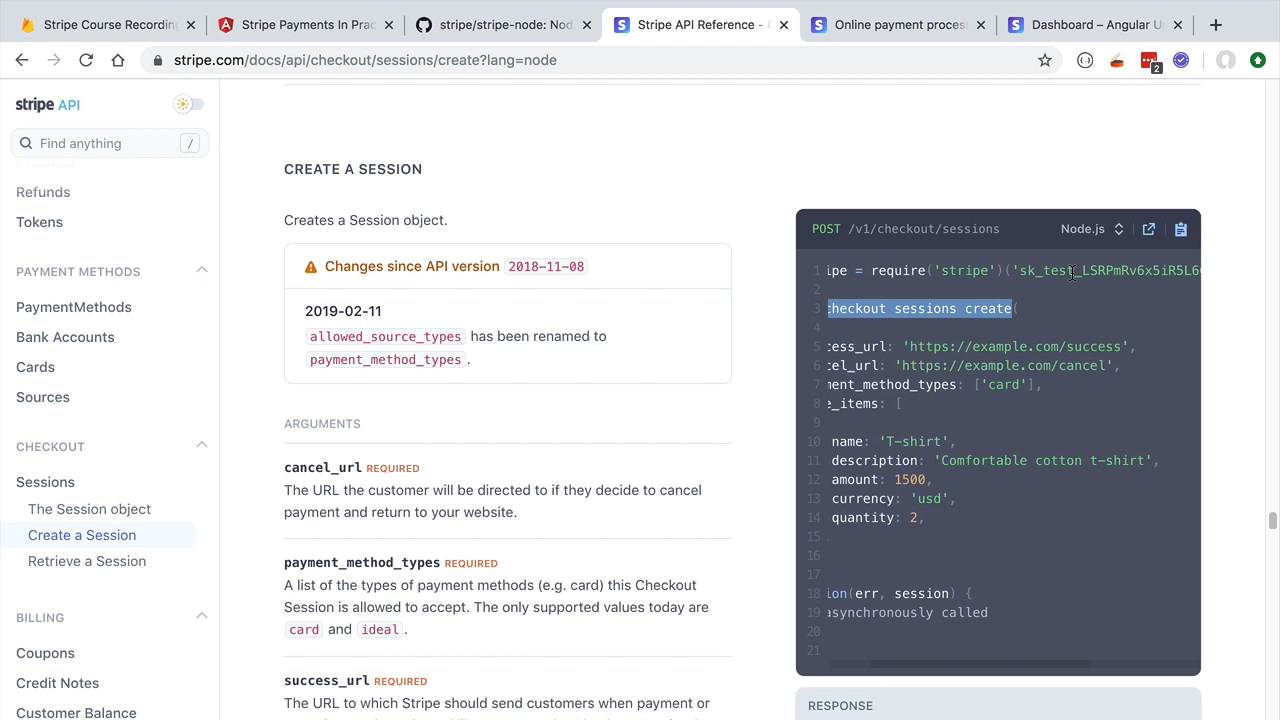 Stripe Course Recording
Stripe Payments In Prac
stripe/stripe-node: Nod
Stripe API Reference – C
Online payment process
Dashboard – Angular U
stripe.com/docs/api/checkout/sessions/create?lang=node
2
stripe API
Find anything
/
Products
Refunds
Tokens
PAYMENT METHODS
PaymentMethods
Bank Accounts
Cards
Sources
CHECKOUT
Sessions
The Session object
Create a Session
Retrieve a Session
BILLING
Coupons
Credit Notes
Customer Balance
CREATE A SESSION
Creates a Session object.
Changes since API version 2018-11-08
2019-02-11
allowed_source_types has been renamed to
payment_method_types.
ARGUMENTS
cancel_url REQUIRED
The URL the customer will be directed to if they decide to cancel
payment and return to your website.
payment_method_types REQUIRED
A list of the types of payment methods (e.g. card) this Checkout
Session is allowed to accept. The only supported values today are
card and ideal.
success_url REQUIRED
The URL to which Stripe should send customers when payment or
POST /v1/checkout/sessions
Node.js
1 ipe = require('stripe')('sk_test_LSRPmRv6x5iR5L6
2
3 checkout sessions create(
4
5 cess_url: 'https://example.com/success',
6 cel_url: 'https://example.com/cancel',
7 ment_method_types: ['card'],
8 e_items: [
9
10 name: 'T-shirt',
11 description: 'Comfortable cotton t-shirt',
12 amount: 1500,
13 currency: 'usd',
14 quantity: 2,
15
16
17
18 ion(err, session) {
19 asynchronously called
20
21
RESPONSE